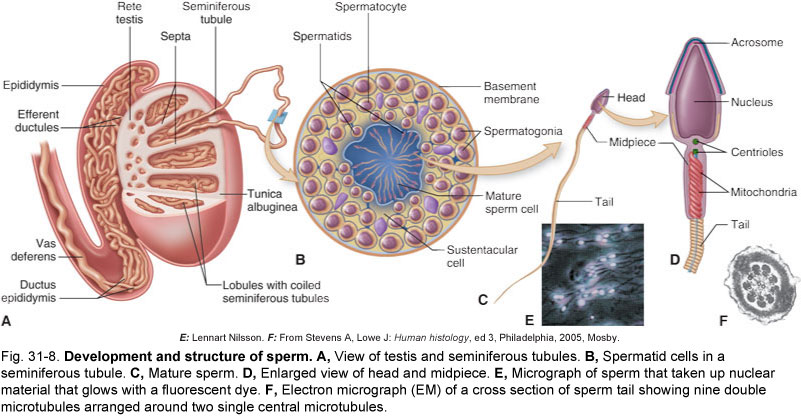 Rete
testis
Septa
Seminiferous
tubule
Epididymis
Efferent
ductules
Tunica
albuginea
Vas
deferens
Ductus
epididymis
Lobules with coiled
seminiferous tubules
A
Spermatocyte
Spermatids
Basement
membrane
Spermatogonia
Mature
sperm cell
Sustentacular
cell
B
Head
Midpiece
Tail
C
Acrosome
Nucleus
Centrioles
Mitochondria
Tail
D
E
F
E: Lennart Nilsson. F: From Stevens A, Lowe J: Human histology, ed 3, Philadelphia, 2005, Mosby.
Fig. 31-8. Development and structure of sperm. A, View of testis and seminiferous tubules. B, Spermatid cells in a
seminiferous tubule. C, Mature sperm. D, Enlarged view of head and midpiece. E, Micrograph of sperm that taken up nuclear
material that glows with a fluorescent dye. F, Electron micrograph (EM) of a cross section of sperm tail showing nine double
microtubules arranged around two single central microtubules.